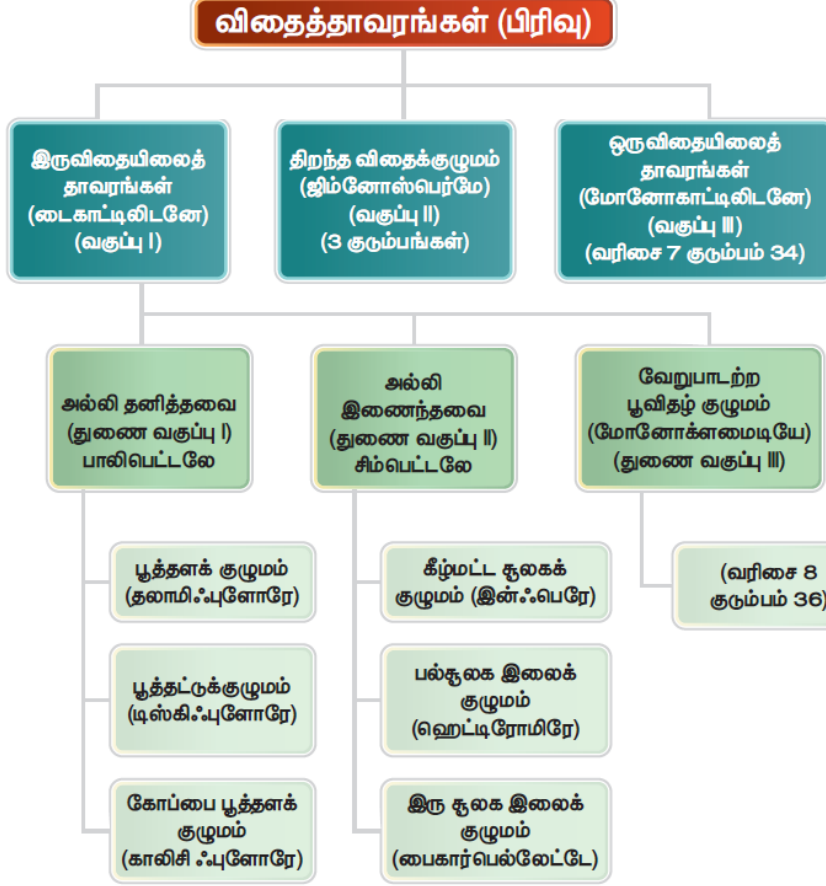 விதைத்தாவரங்கள் (பிரிவு)
இருவிதையிலைத்
தாவரங்கள்
(டைகாட்டிலிடனே)
(வகுப்பு I)
திறந்த விதைக்குழுமம்
(ஜிம்னோஸ்பெர்மே)
(வகுப்பு II)
(3 குடும்பங்கள்)
ஒருவிதையிலைத்
தாவரங்கள்
(மோனோகாட்டிலிடனே)
(வகுப்பு III)
(வரிசை 7 குடும்பம் 34)
அல்லி தனித்தவை
(துணை வகுப்பு I)
பாலிபெட்டலே
அல்லி
இணைந்தவை
(துணை வகுப்பு II)
சிம்பெட்டலே
வேறுபாடற்ற
பூவிதழ் குழுமம்
(மோனோக்ளமைடியே)
(துணை வகுப்பு III)
பூத்தளக் குழுமம்
(தலாமிஃபுளோரே)
பூத்தட்டுக்குழுமம்
(டிஸ்கிஃபுளோரே)
கோப்பை பூத்தளக்
குழுமம்
(காலிசி ஃபுளோரே)
கீழ்மட்ட சூலகக்
குழுமம் (இன்ஃபெரே)
பல்சூலக இலைக்
குழுமம்
(ஹெட்டிரோமிரே)
இரு சூலக இலைக்
குழுமம்
(பைகார்பெல்லேட்டே)
(வரிசை 8
குடும்பம் 36)